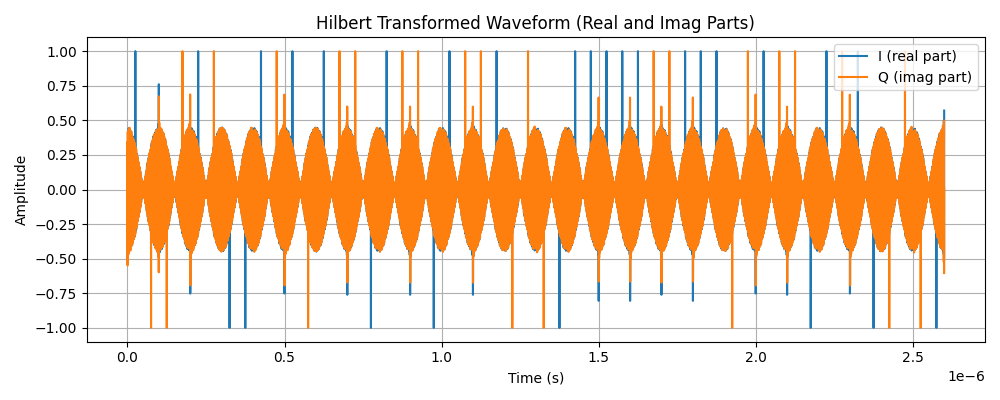 Hilbert Transformed Waveform (Real and Imag Parts)
I (real part)
Q (imag part)
Amplitude
1.00
0.75
0.50
0.25
0.00
−0.25
−0.50
−0.75
−1.00
0.0 0.5 1.0 1.5 2.0 2.5
1e−6
Time (s)